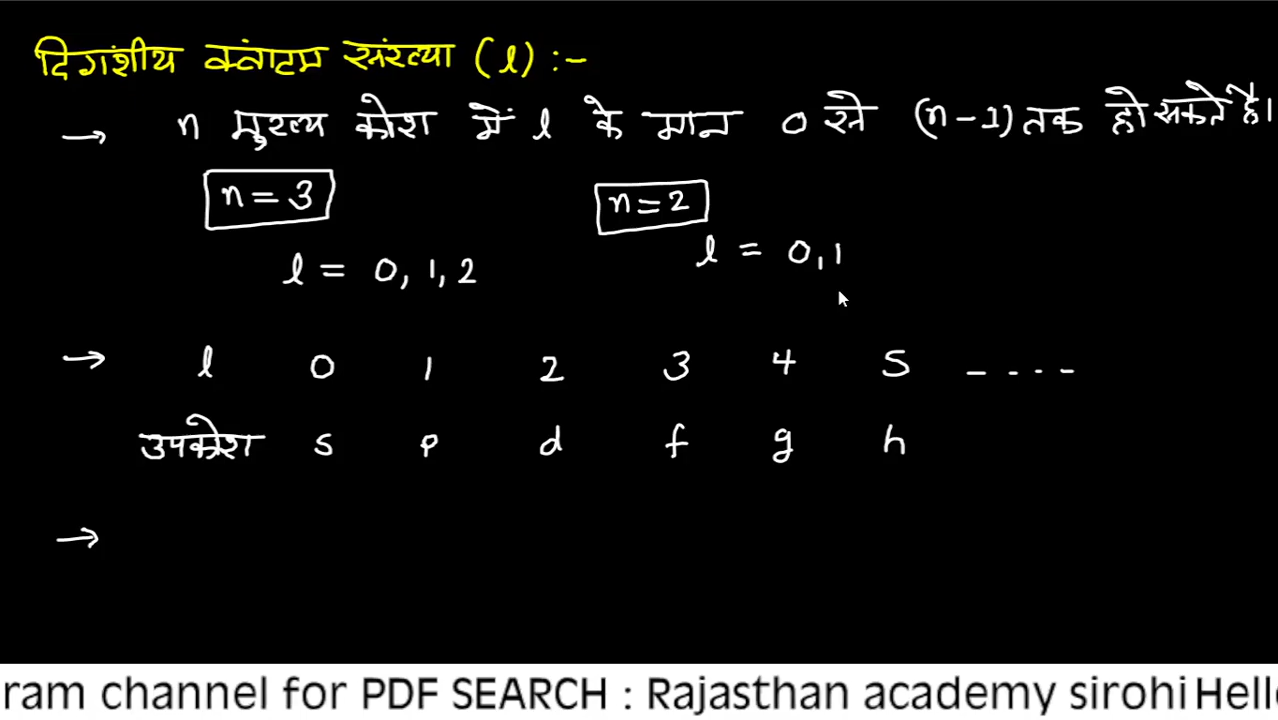 दिगंशीय क्वांटम संख्या (l) :-
→ n मुख्य कोश में l के मान 0 से (n-1) तक हो सकते है।
n = 3 n = 2
l = 0, 1, 2 l = 0, 1
→ l 0 1 2 3 4 5 - - - -
उपकोश s p d f g h
→
ram channel for PDF SEARCH : Rajasthan academy sirohi Hell